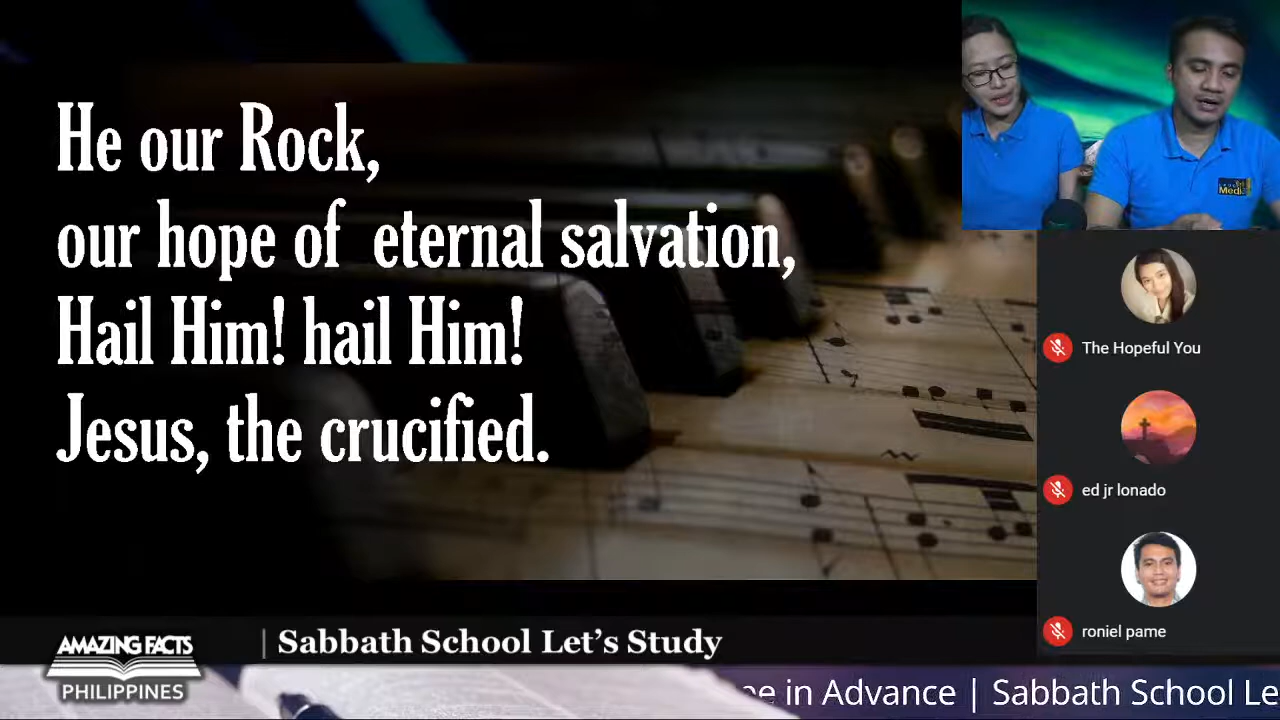 He our Rock,
our hope of eternal salvation,
Hail Him! hail Him!
Jesus, the crucified.
The Hopeful You
ed jr lonado
roniel pame
AMAZING FACTS
PHILIPPINES
| Sabbath School Let's Study
in Advance | Sabbath School